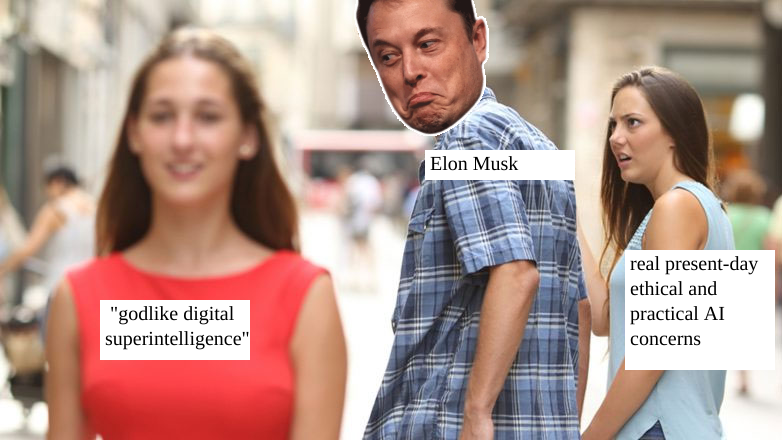 Elon Musk
"godlike digital
superintelligence"
real present-day
ethical and
practical AI
concerns